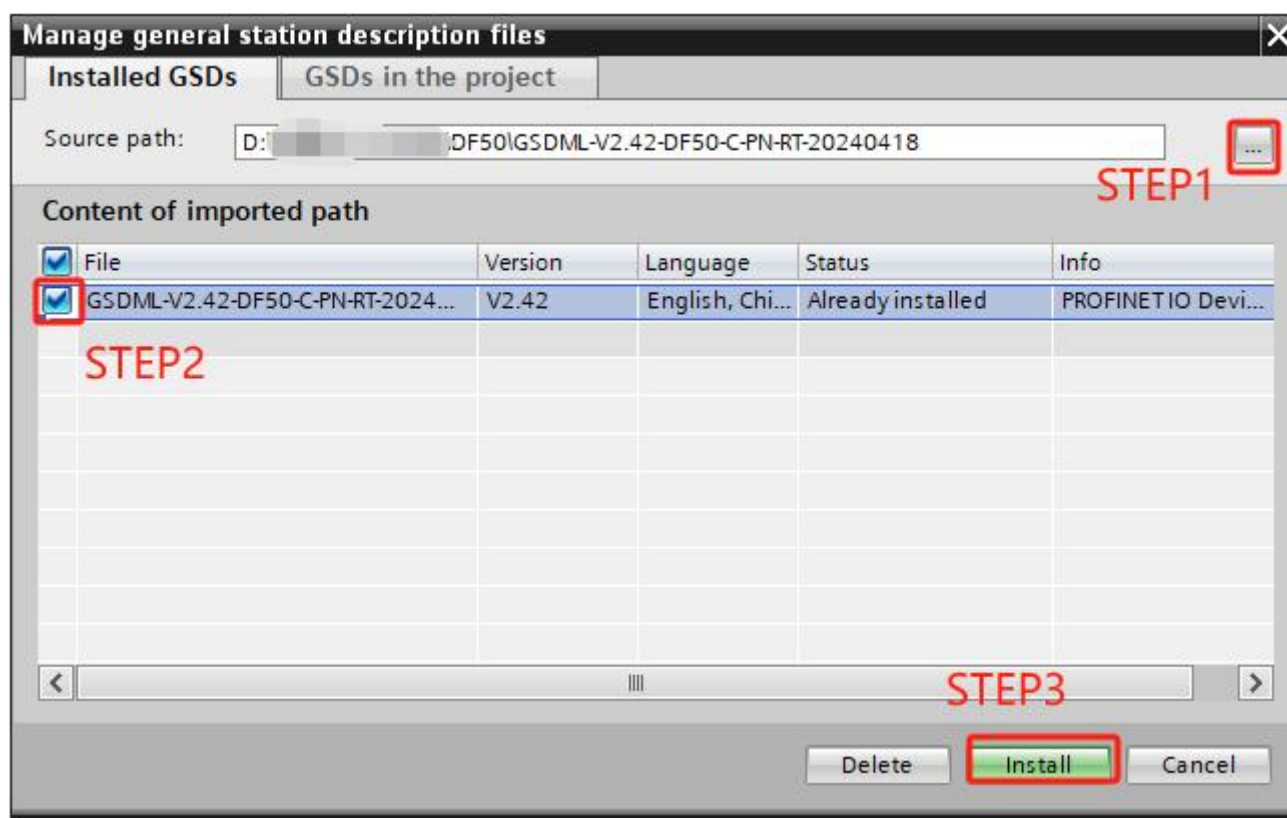 Manage general station description files
Installed GSDs GSDs in the project
Source path: D:\ \DF50\GSDML-V2.42-DF50-C-PN-RT-20240418 ...
STEP1
Content of imported path
File Version Language Status Info
GSDML-V2.42-DF50-C-PN-RT-2024... V2.42 English, Chi... Already installed PROFINET IO Devi...
STEP2
STEP3
Delete Install Cancel